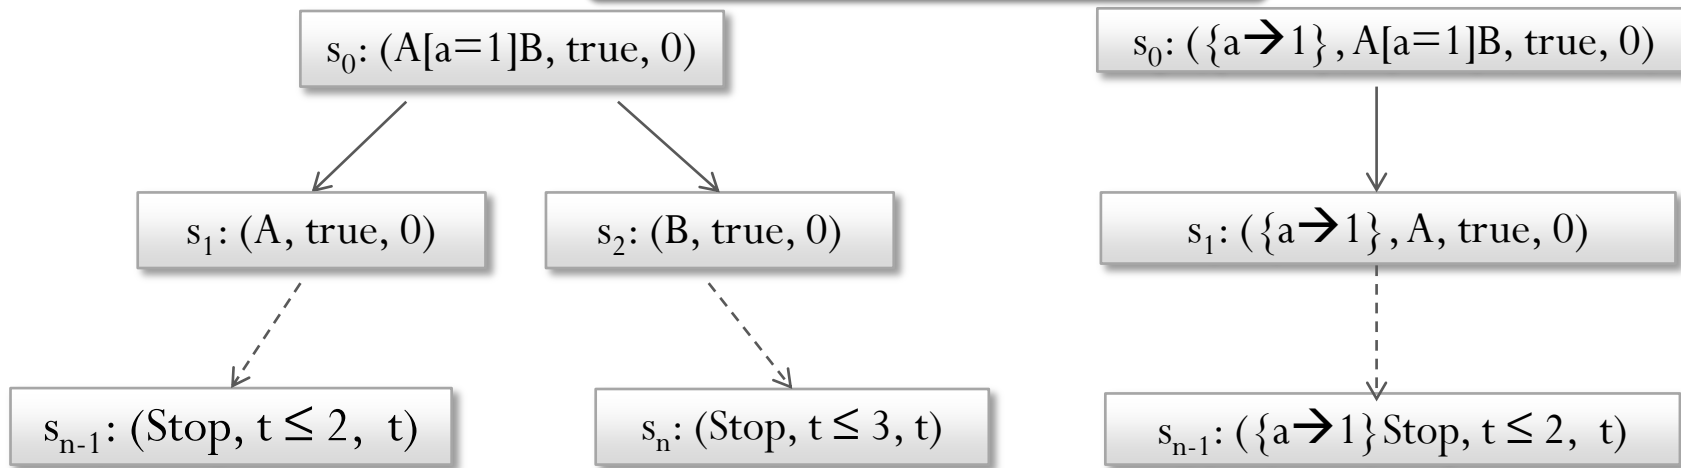 s₀: (A[a=1]B, true, 0)
s₀: ({a→1}, A[a=1]B, true, 0)
s₁: (A, true, 0)
s₂: (B, true, 0)
s₁: ({a→1}, A, true, 0)
sₙ₋₁: (Stop, t ≤ 2, t)
sₙ: (Stop, t ≤ 3, t)
sₙ₋₁: ({a→1}Stop, t ≤ 2, t)